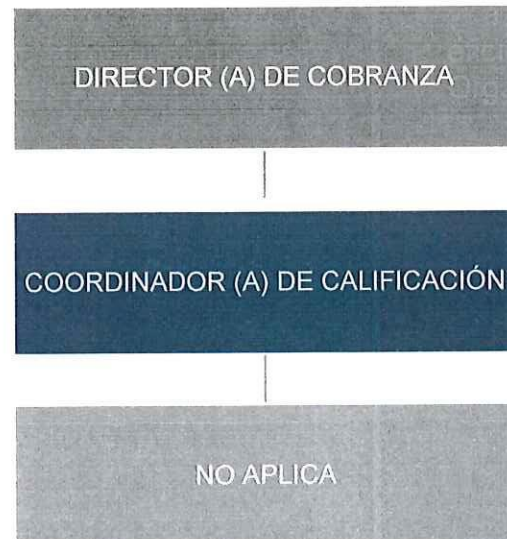 DIRECTOR (A) DE COBRANZA
COORDINADOR (A) DE CALIFICACIÓN
NO APLICA